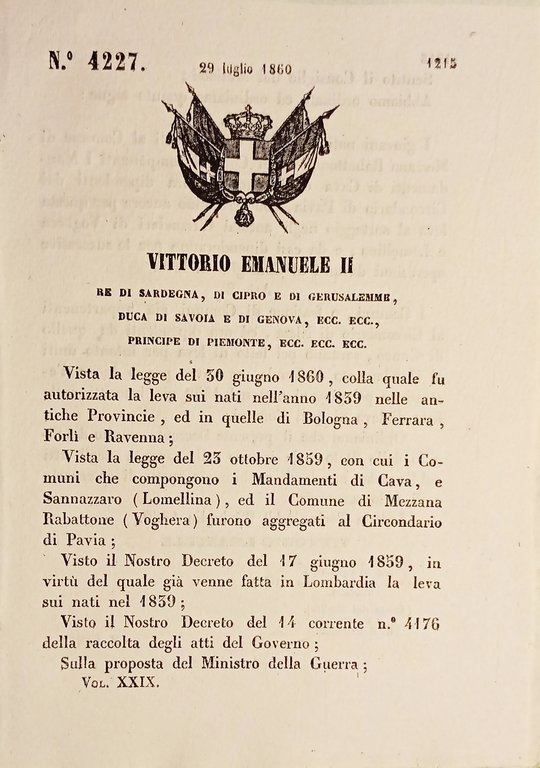 N.º 4227.
29 luglio 1860
1215
VITTORIO EMANUELE II
RE DI SARDEGNA, DI CIPRO E DI GERUSALEMME,
DUCA DI SAVOIA E DI GENOVA, ECC. ECC.,
PRINCIPE DI PIEMONTE, ECC. ECC. ECC.
Vista la legge del 30 giugno 1860, colla quale fu
autorizzata la leva sui nati nell'anno 1839 nelle an-
tiche Provincie, ed in quelle di Bologna, Ferrara,
Forlì e Ravenna;
Vista la legge del 23 ottobre 1859, con cui i Co-
muni che compongono i Mandamenti di Cava, e
Sannazzaro (Lomellina), ed il Comune di Mezzana
Rabattone (Voghera) furono aggregati al Circondario
di Pavia;
Visto il Nostro Decreto del 17 giugno 1859, in
virtù del quale già venne fatta in Lombardia la leva
sui nati nel 1839;
Visto il Nostro Decreto del 14 corrente n.º 4176
della raccolta degli atti del Governo;
Sulla proposta del Ministro della Guerra;
VOL. XXIX.